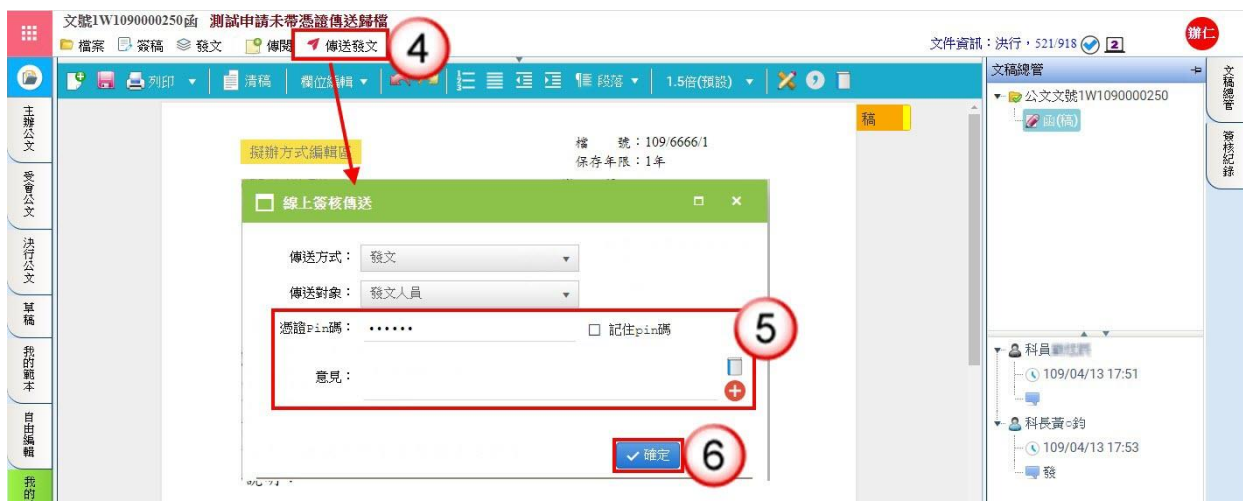 文號1W1090000250函 測試申請未帶憑證傳送歸檔
檔案 簽稿 發文 傳閱 傳送發文
4
文件資訊：決行，521/918 2
辦仁
列印 清稿 欄位編輯 段落 1.5倍(預設)
文稿總管
公文文號1W1090000250
函(稿)
文稿總管
簽核紀錄
主辦公文
受會公文
決行公文
草稿
我的範本
自由編輯
我的
稿
擬辦方式編輯區
檔 號：109/6666/1
保存年限：1年
線上簽核傳送
傳送方式： 發文
傳送對象： 發文人員
憑證Pin碼： •••••• 記住pin碼
5
意見：
確定
6
說明：
科員
109/04/13 17:51
科長黃○鈞
109/04/13 17:53
發